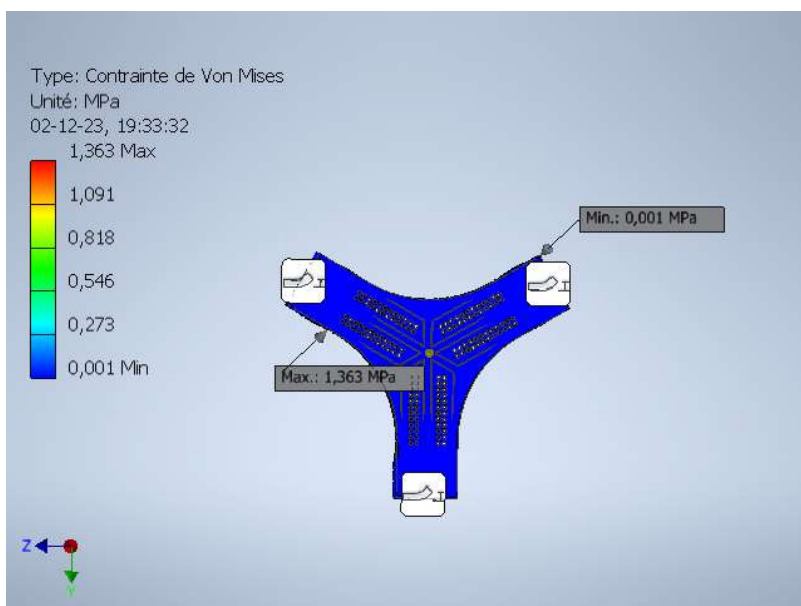 Type: Contrainte de Von Mises
Unité: MPa
02-12-23, 19:33:32
1,363 Max
1,091
0,818
0,546
0,273
0,001 Min
Min.: 0,001 MPa
Max.: 1,363 MPa
Z
Y